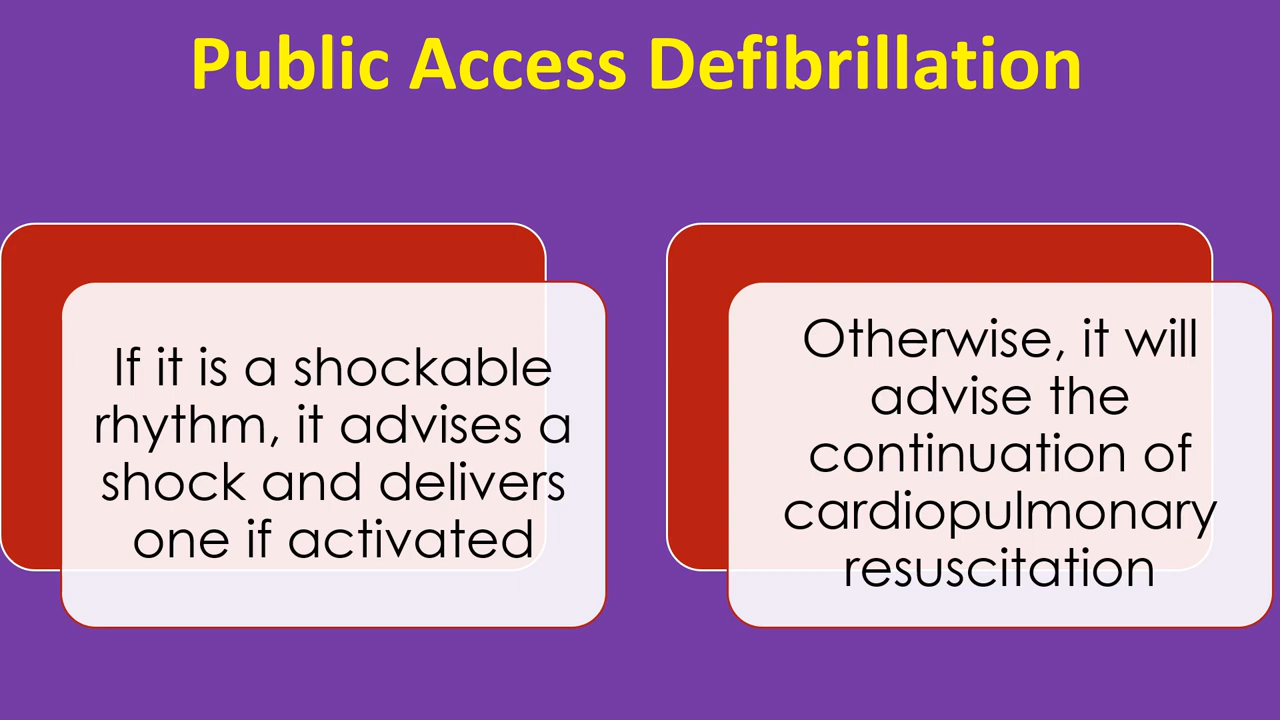 Public Access Defibrillation
If it is a shockable
rhythm, it advises a
shock and delivers
one if activated
Otherwise, it will
advise the
continuation of
cardiopulmonary
resuscitation